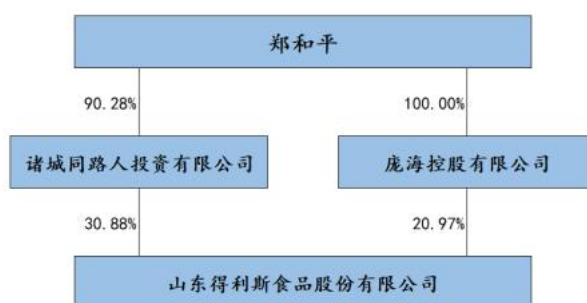 郑和平
90.28%
100.00%
诸城同路人投资有限公司
庞海控股有限公司
30.88%
20.97%
山东得利斯食品股份有限公司